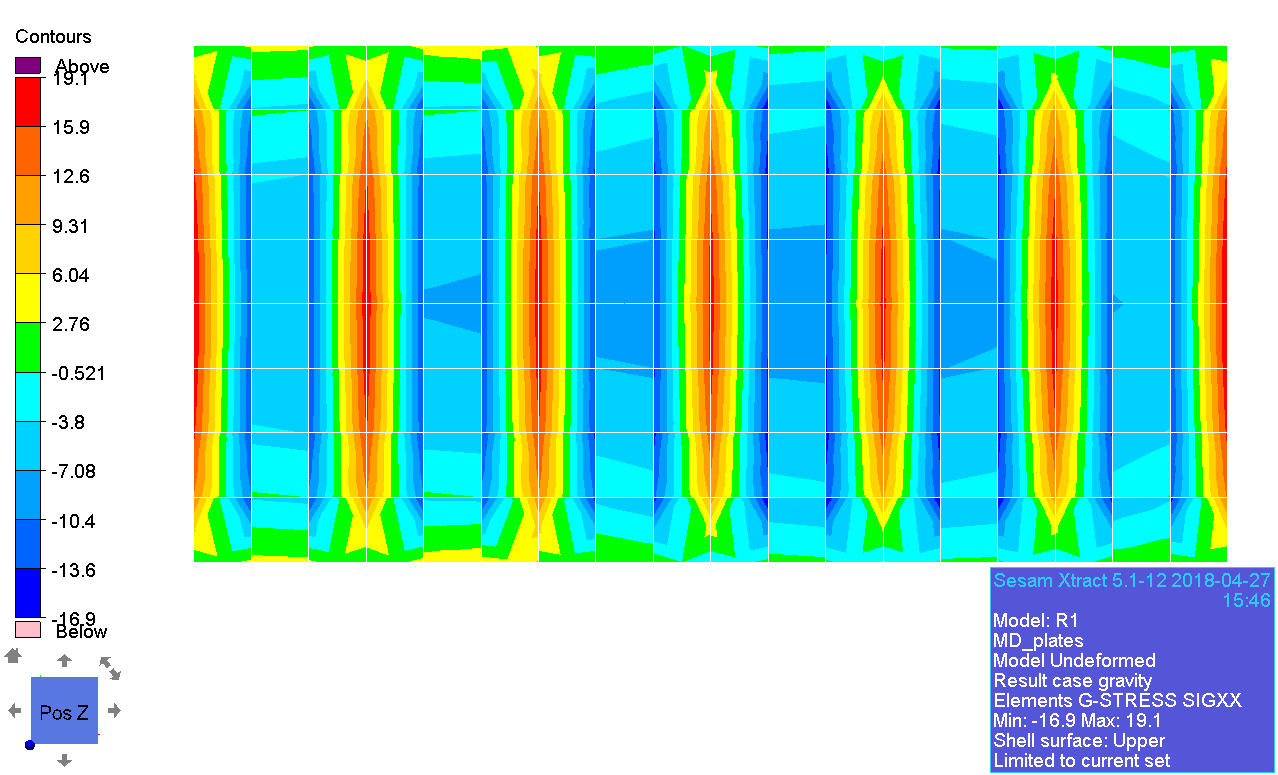 Contours
Above
19.1
15.9
12.6
9.31
6.04
2.76
-0.521
-3.8
-7.08
-10.4
-13.6
-16.9
Below
Pos Z
Sesam Xtract 5.1-12 2018-04-27
15:46
Model: R1
MD_plates
Model Undeformed
Result case gravity
Elements G-STRESS SIGXX
Min: -16.9 Max: 19.1
Shell surface: Upper
Limited to current set